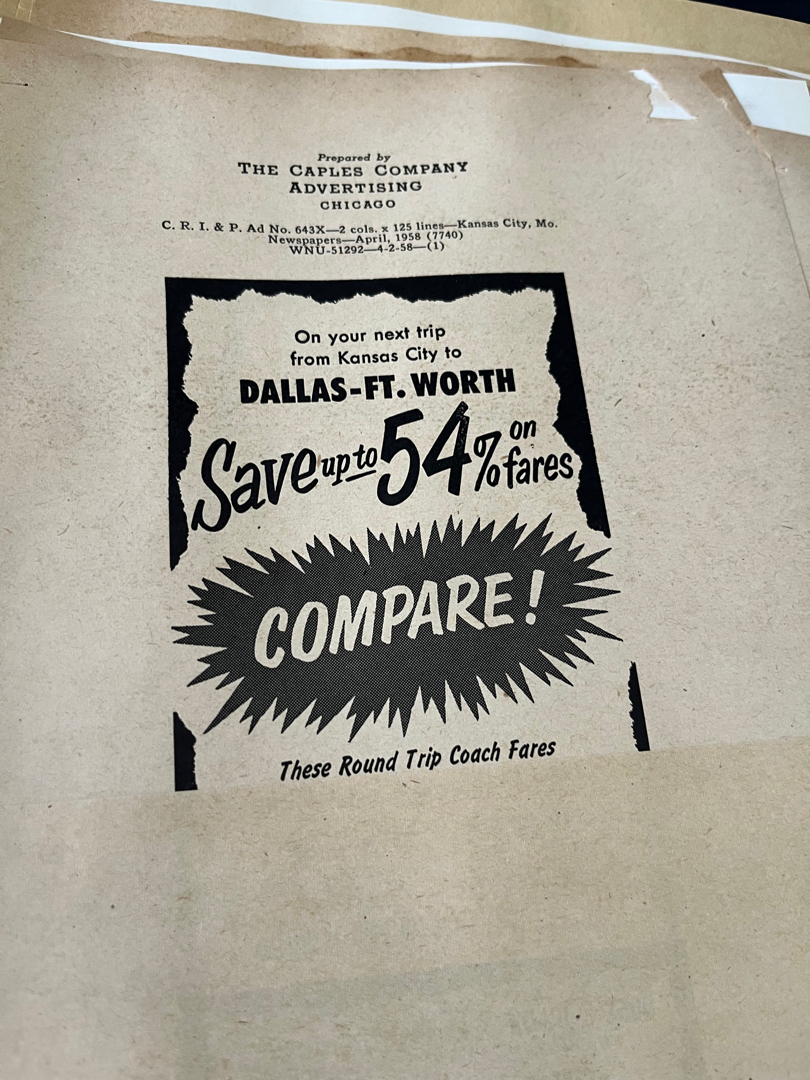 Prepared by
THE CAPLES COMPANY
ADVERTISING
CHICAGO
C. R. I. & P. Ad No. 643X—2 cols. x 125 lines—Kansas City, Mo.
Newspapers—April, 1958 (7740)
WNU-51292—4-2-58—(1)
On your next trip
from Kansas City to
DALLAS-FT. WORTH
Save up to 54% on fares
COMPARE!
These Round Trip Coach Fares